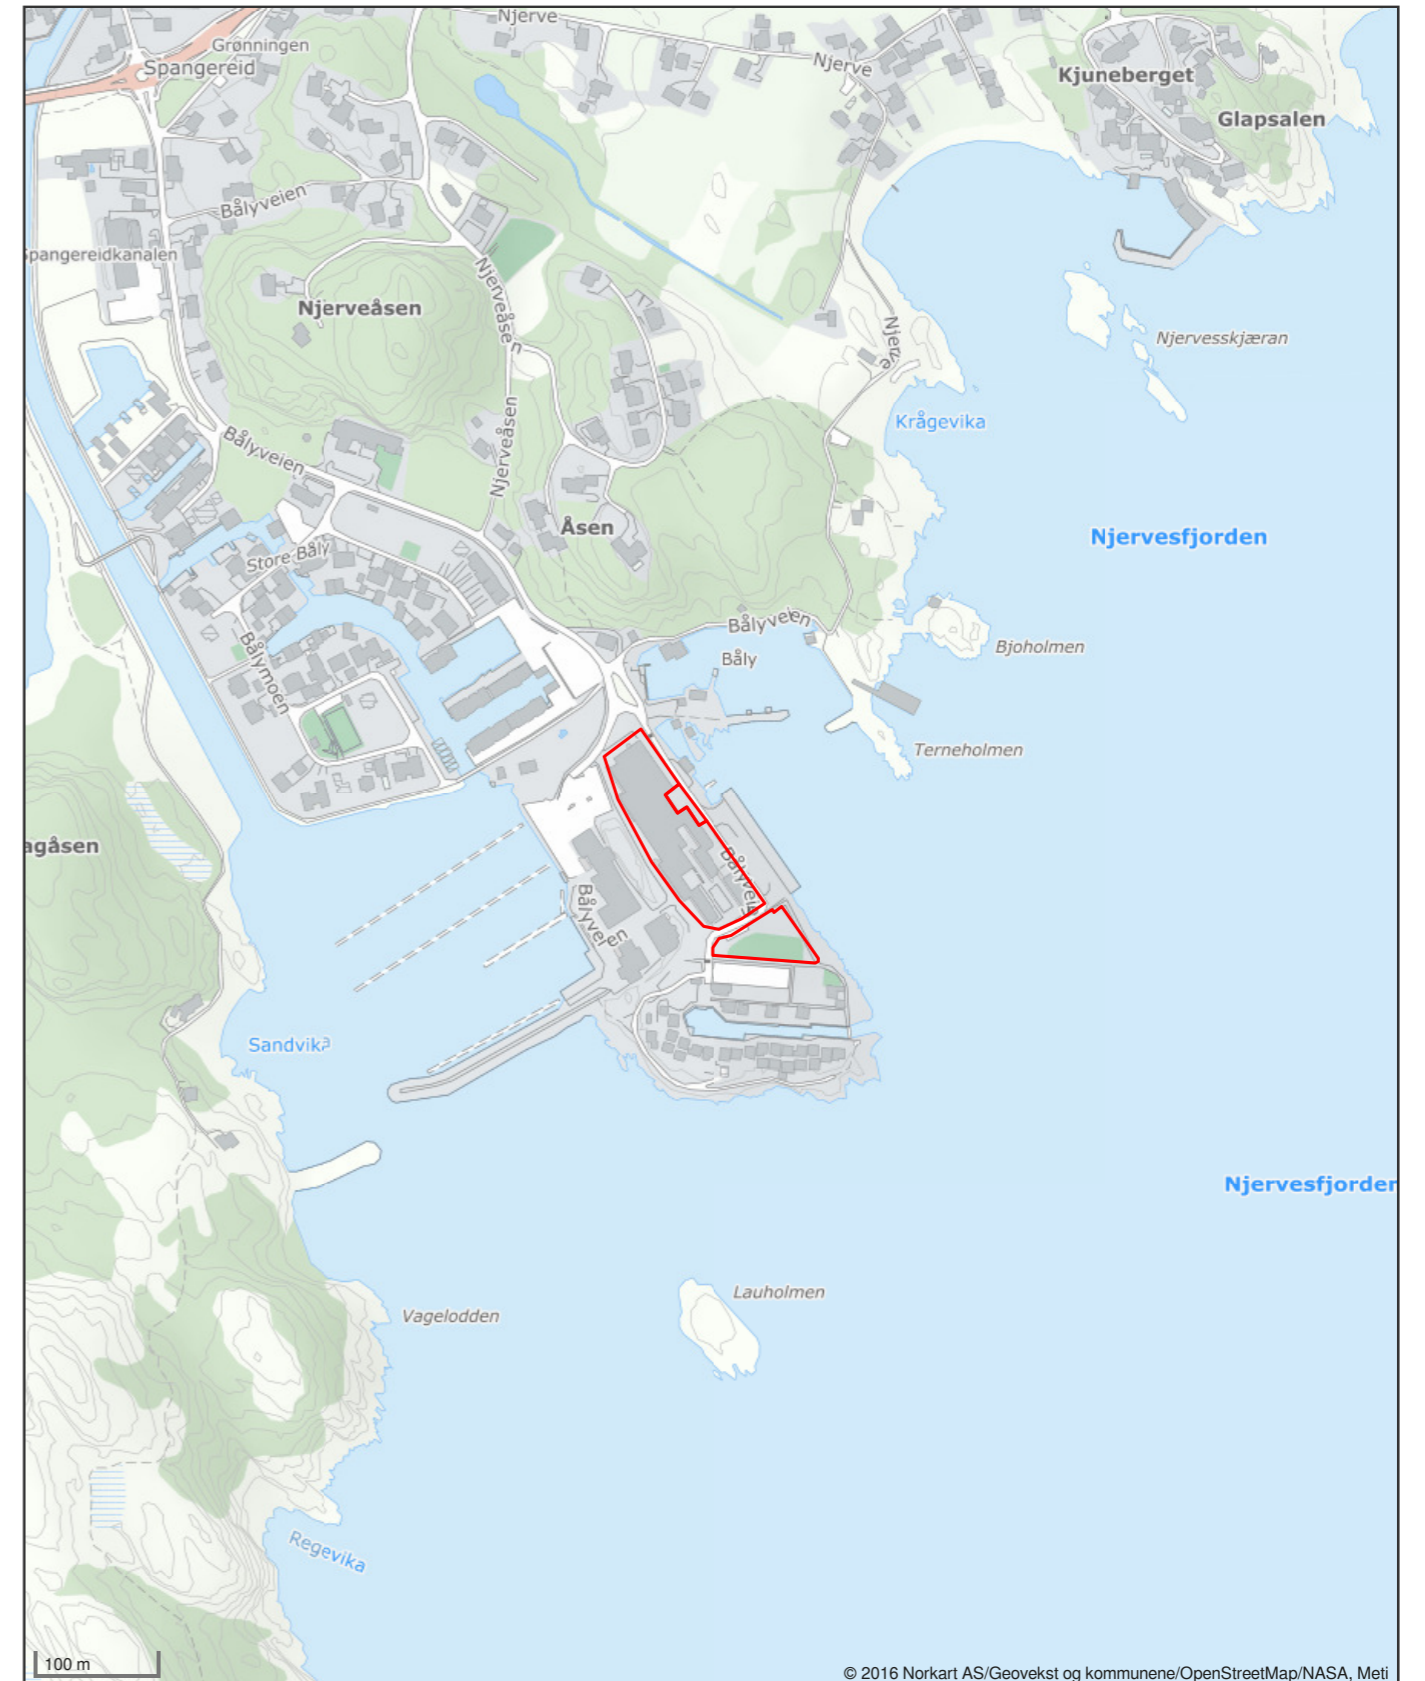 Njerve
Grønningen
Spangereid
Njerve
Kjuneberget
Glapsalen
Bålyveien
Spangereidkanalen
Njerveåsen
Njerveåsen
Njerve
Njervesskjæran
Krågevika
Njerveåsen
Bålyveien
Åsen
Njervesfjorden
Store Båly
Bålyveien
Båly
Bjoholmen
Bålymoen
Terneholmen
agåsen
Bålyveien
Bålyveien
Sandvika
Njervesfjorden
Lauholmen
Vagelodden
Regevika
100 m
© 2016 Norkart AS/Geovekst og kommunene/OpenStreetMap/NASA, Meti